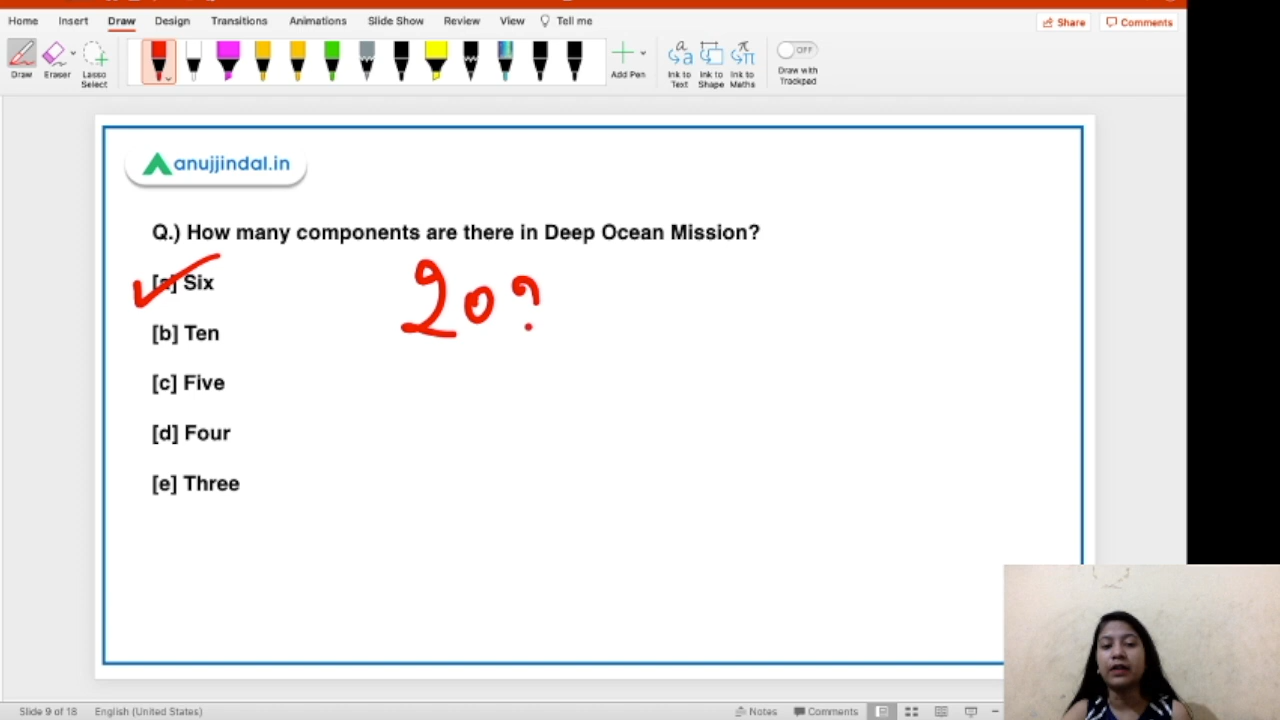 Home Insert Draw Design Transitions Animations Slide Show Review View Tell me Share Comments
Draw Eraser Lasso Select Add Pen Ink to Text Ink to Shape Ink to Maths OFF Draw with Trackpad
anujjindal.in
Q.) How many components are there in Deep Ocean Mission?
[a] Six
20?
[b] Ten
[c] Five
[d] Four
[e] Three
Slide 9 of 18 English (United States) Notes Comments